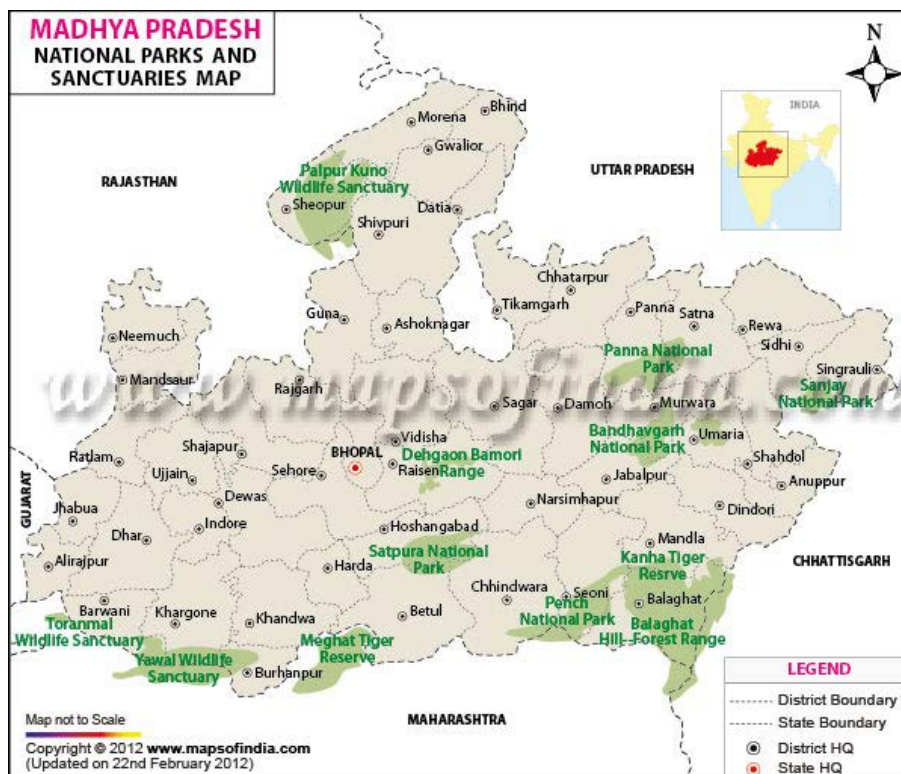 MADHYA PRADESH
NATIONAL PARKS AND
SANCTUARIES MAP
N
INDIA
Bhind
Morena
Gwalior
RAJASTHAN
UTTAR PRADESH
Palpur Kuno
Wildlife Sanctuary
Sheopur
Datia
Shivpuri
Chhatarpur
Tikamgarh
Panna
Satna
Guna
Ashoknagar
Rewa
Neemuch
Sidhi
Panna National
Park
Singrauli
Mandsaur
Rajgarh
Sanjay
National Park
www.mapsofindia.com
Sagar
Damoh
Murwara
Bandhavgarh
National Park
Umaria
Vidisha
Shajapur
BHOPAL
Dehgaon Bamori
Range
Ratlam
Ujjain
Sehore
Raisen
Shahdol
Jabalpur
Anuppur
GUJARAT
Dewas
Narsimhapur
Dindori
Jhabua
Indore
Hoshangabad
Dhar
Mandla
Satpura National
Park
Kanha Tiger
Resrve
CHHATTISGARH
Alirajpur
Harda
Chhindwara
Seoni
Barwani
Khargone
Khandwa
Betul
Pench
National Park
Balaghat
Toranmal
Wildlife Sanctuary
Balaghat
Hill--Forest Range
Meghat Tiger
Reserve
Yawal Wildlife
Sanctuary
Burhanpur
MAHARASHTRA
LEGEND
District Boundary
State Boundary
District HQ
State HQ
Map not to Scale
Copyright © 2012 www.mapsofindia.com
(Updated on 22nd February 2012)